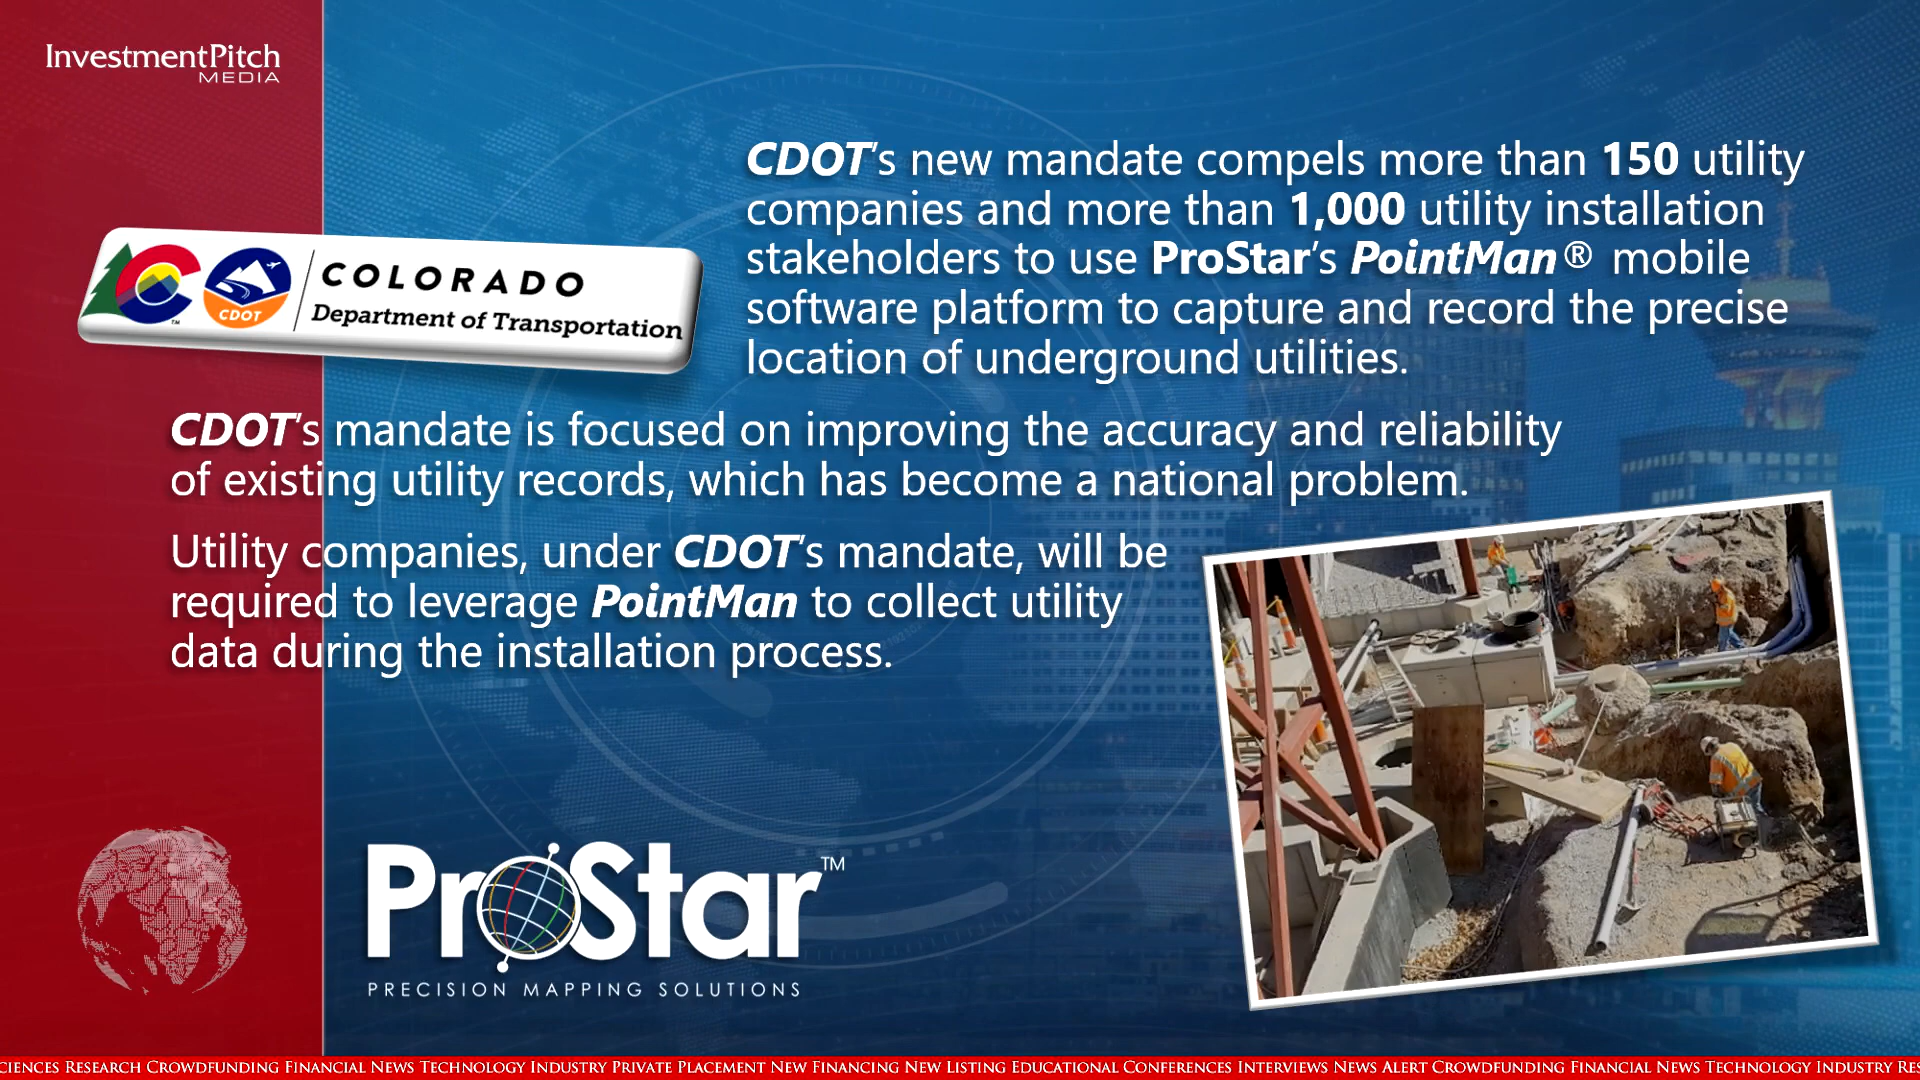 InvestmentPitch
MEDIA
CDOT's new mandate compels more than 150 utility
companies and more than 1,000 utility installation
stakeholders to use ProStar's PointMan® mobile
software platform to capture and record the precise
location of underground utilities.
CDOT
COLORADO
Department of Transportation
TM
CDOT's mandate is focused on improving the accuracy and reliability
of existing utility records, which has become a national problem.
Utility companies, under CDOT's mandate, will be
required to leverage PointMan to collect utility
data during the installation process.
ProStar™
PRECISION MAPPING SOLUTIONS
CIENCES RESEARCH CROWDFUNDING FINANCIAL NEWS TECHNOLOGY INDUSTRY PRIVATE PLACEMENT NEW FINANCING NEW LISTING EDUCATIONAL CONFERENCES INTERVIEWS NEWS ALERT CROWDFUNDING FINANCIAL NEWS TECHNOLOGY INDUSTRY RES